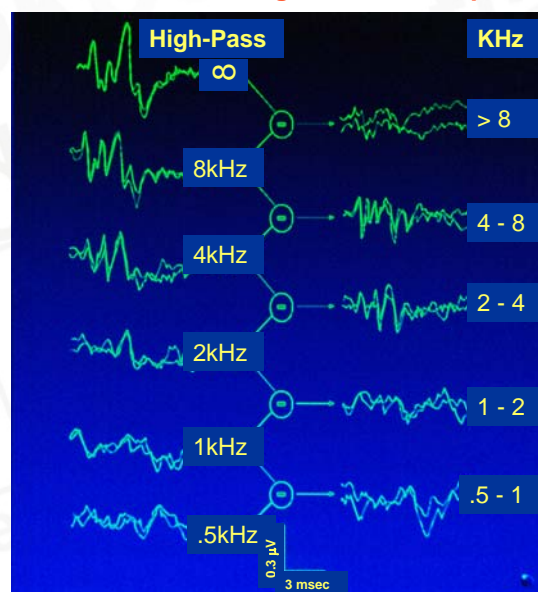 High-Pass KHz
∞
> 8
8kHz
4 - 8
4kHz
2 - 4
2kHz
1 - 2
1kHz
.5 - 1
.5kHz
0.3 µV
3 msec